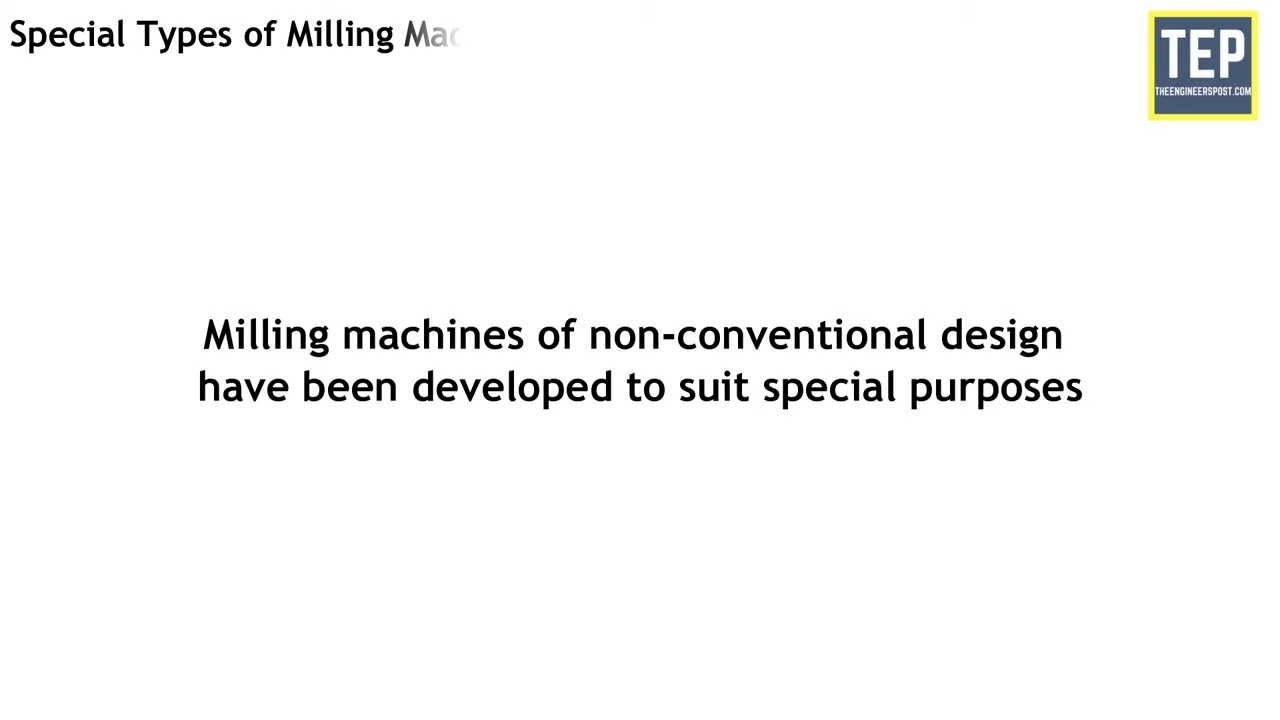 Special Types of Milling
TEP
THEENGINEERSPOST.COM
Milling machines of non-conventional design
have been developed to suit special purposes